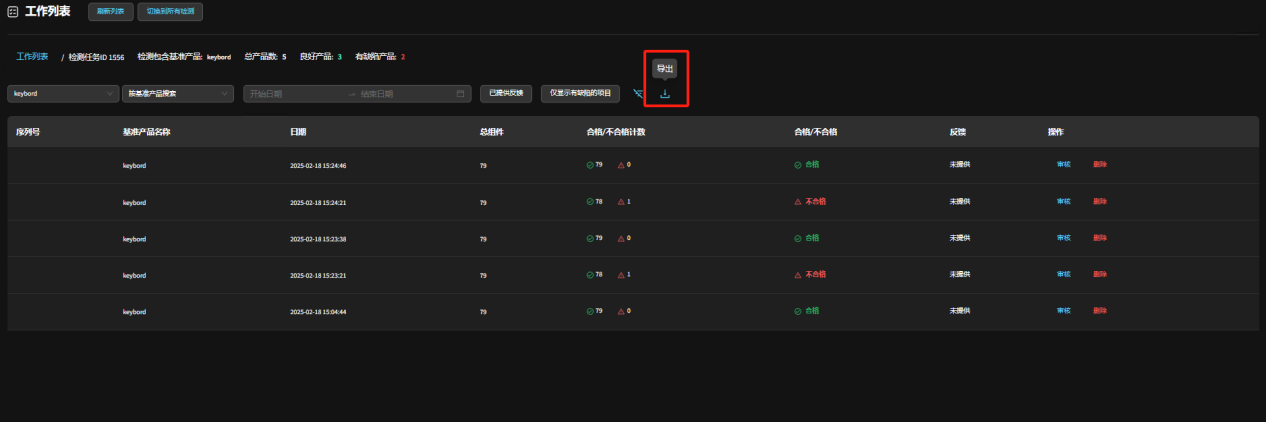 工作列表 刷新列表 切换到所有检测
工作列表 / 检测任务ID 1556 检测包含基准产品: keybord 总产品数: 5 良好产品: 3 有缺陷产品: 2
导出
keybord 按基准产品搜索 开始日期 → 结束日期 已提供反馈 仅显示有缺陷的项目
序列号 基准产品名称 日期 总组件 合格/不合格计数 合格/不合格 反馈 操作
keybord 2025-02-18 15:24:46 79 79 0 合格 未提供 审核 删除
keybord 2025-02-18 15:24:21 79 78 1 不合格 未提供 审核 删除
keybord 2025-02-18 15:23:38 79 79 0 合格 未提供 审核 删除
keybord 2025-02-18 15:23:21 79 78 1 不合格 未提供 审核 删除
keybord 2025-02-18 15:04:44 79 79 0 合格 未提供 审核 删除